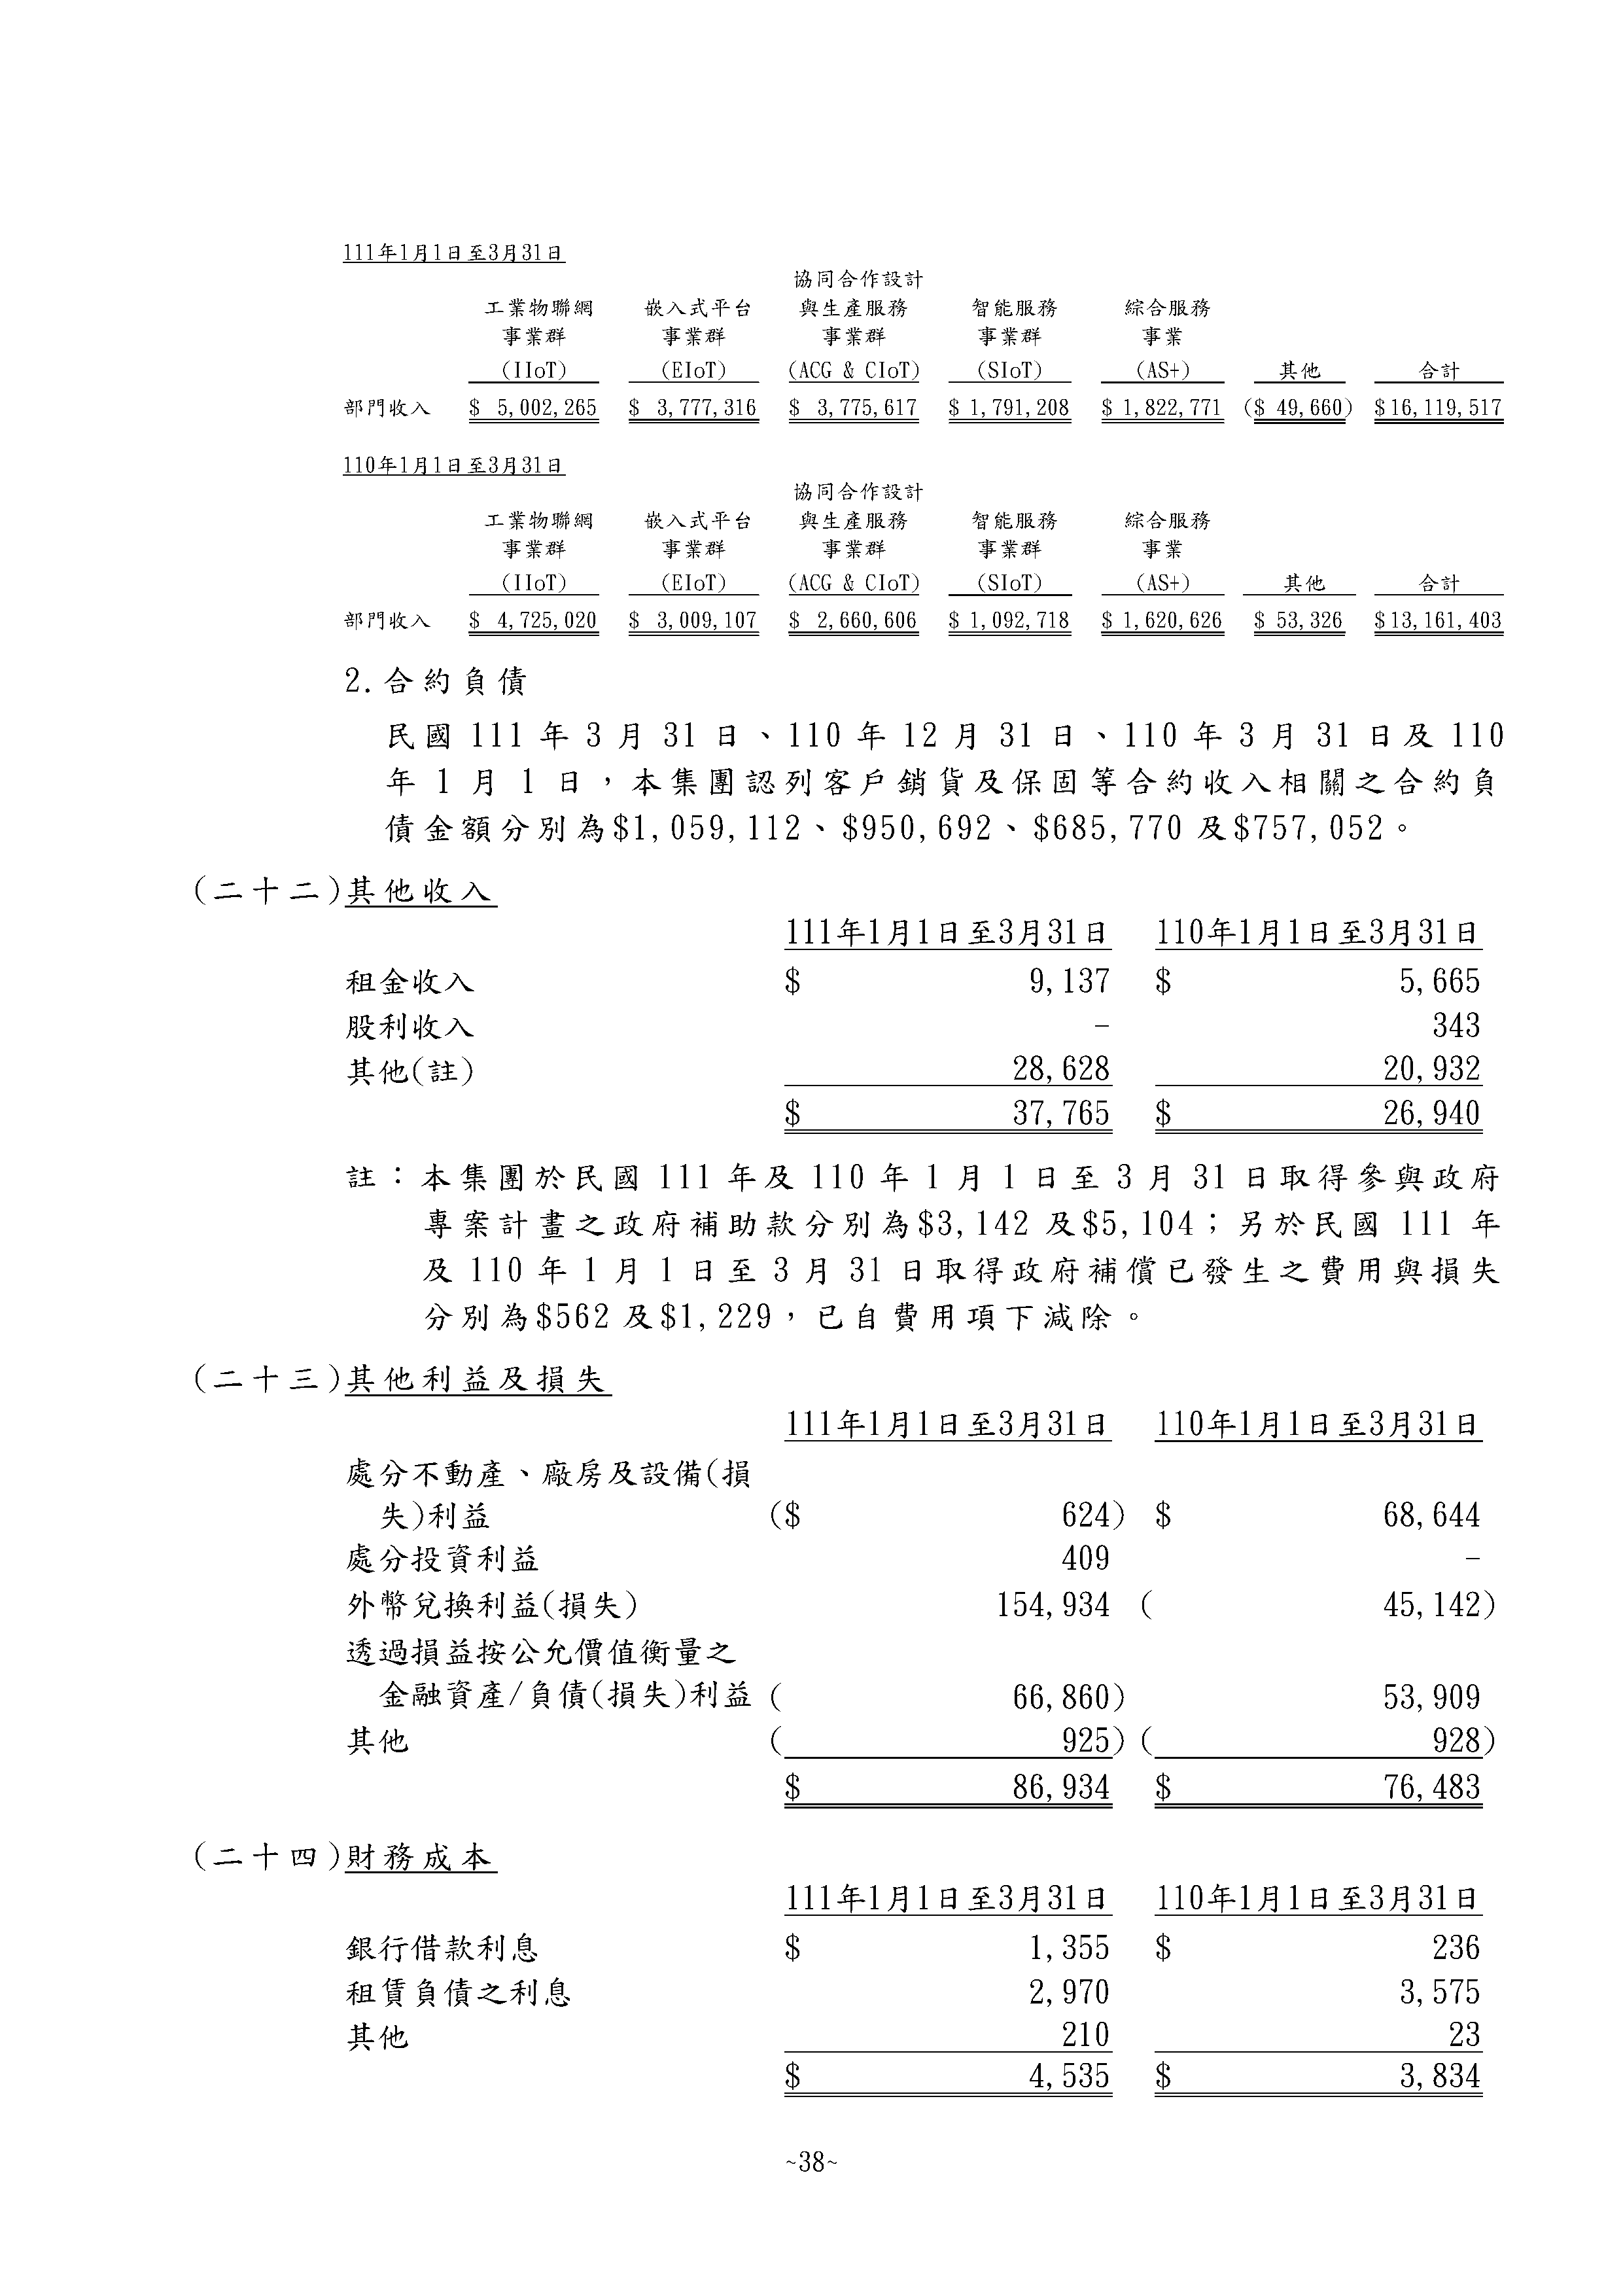 111年1月1日至3月31日
協同合作設計
工業物聯網 嵌入式平台 與生產服務 智能服務 綜合服務
事業群 事業群 事業群 事業群 事業
(IIoT) (EIoT) (ACG & CIoT) (SIoT) (AS+) 其他 合計
部門收入 $ 5,002,265 $ 3,777,316 $ 3,775,617 $ 1,791,208 $ 1,822,771 ($ 49,660) $16,119,517
110年1月1日至3月31日
協同合作設計
工業物聯網 嵌入式平台 與生產服務 智能服務 綜合服務
事業群 事業群 事業群 事業群 事業
(IIoT) (EIoT) (ACG & CIoT) (SIoT) (AS+) 其他 合計
部門收入 $ 4,725,020 $ 3,009,107 $ 2,660,606 $ 1,092,718 $ 1,620,626 $ 53,326 $13,161,403
2.合約負債
民國 111 年 3 月 31 日、110 年 12 月 31 日、110 年 3 月 31 日及 110
年 1 月 1 日，本集團認列客戶銷貨及保固等合約收入相關之合約負
債金額分別為$1,059,112、$950,692、$685,770 及$757,052。
(二十二)其他收入
111年1月1日至3月31日 110年1月1日至3月31日
租金收入 $ 9,137 $ 5,665
股利收入 - 343
其他(註) 28,628 20,932
$ 37,765 $ 26,940
註：本集團於民國 111 年及 110 年 1 月 1 日至 3 月 31 日取得參與政府
專案計畫之政府補助款分別為$3,142 及$5,104；另於民國 111 年
及 110 年 1 月 1 日至 3 月 31 日取得政府補償已發生之費用與損失
分別為$562 及$1,229，已自費用項下減除。
(二十三)其他利益及損失
111年1月1日至3月31日 110年1月1日至3月31日
處分不動產、廠房及設備(損
失)利益 ($ 624) $ 68,644
處分投資利益 409 -
外幣兌換利益(損失) 154,934 ( 45,142)
透過損益按公允價值衡量之
金融資產/負債(損失)利益 ( 66,860) 53,909
其他 ( 925) ( 928)
$ 86,934 $ 76,483
(二十四)財務成本
111年1月1日至3月31日 110年1月1日至3月31日
銀行借款利息 $ 1,355 $ 236
租賃負債之利息 2,970 3,575
其他 210 23
$ 4,535 $ 3,834
~38~